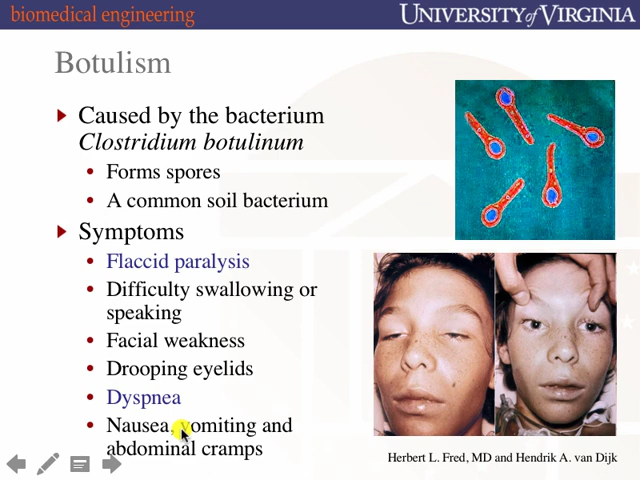 biomedical engineering
UNIVERSITY of VIRGINIA
Botulism
Caused by the bacterium
Clostridium botulinum
Forms spores
A common soil bacterium
Symptoms
Flaccid paralysis
Difficulty swallowing or
speaking
Facial weakness
Drooping eyelids
Dyspnea
Nausea, vomiting and
abdominal cramps
Herbert L. Fred, MD and Hendrik A. van Dijk